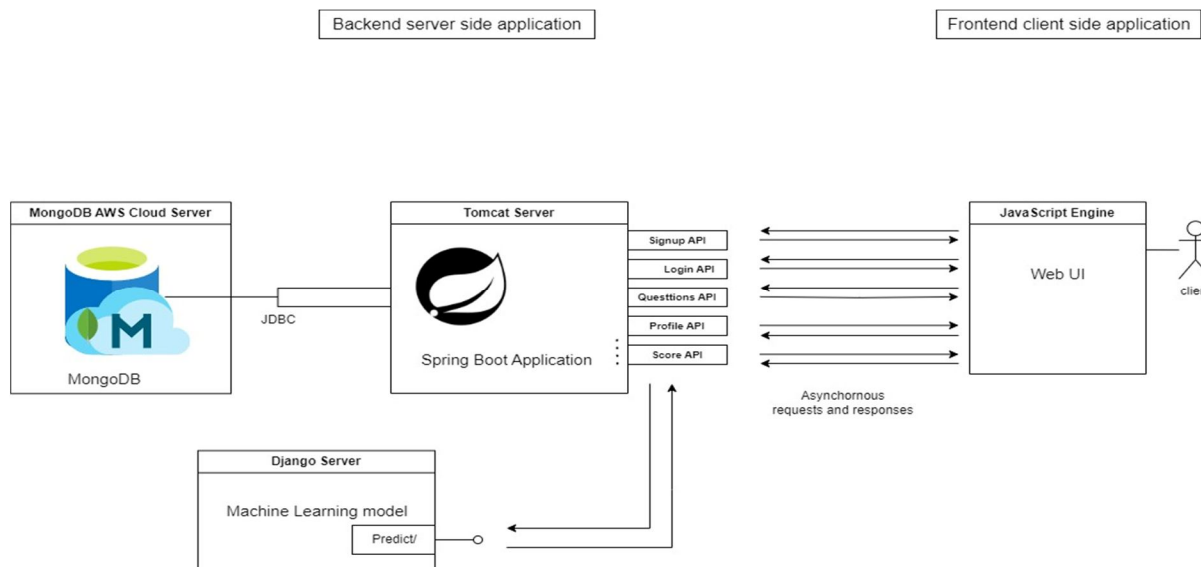 Backend server side application
Frontend client side application
MongoDB AWS Cloud Server
M
MongoDB
JDBC
Tomcat Server
Spring Boot Application
Signup API
Login API
Questtions API
Profile API
Score API
Asynchornous
requests and responses
JavaScript Engine
Web UI
Django Server
Machine Learning model
Predict/